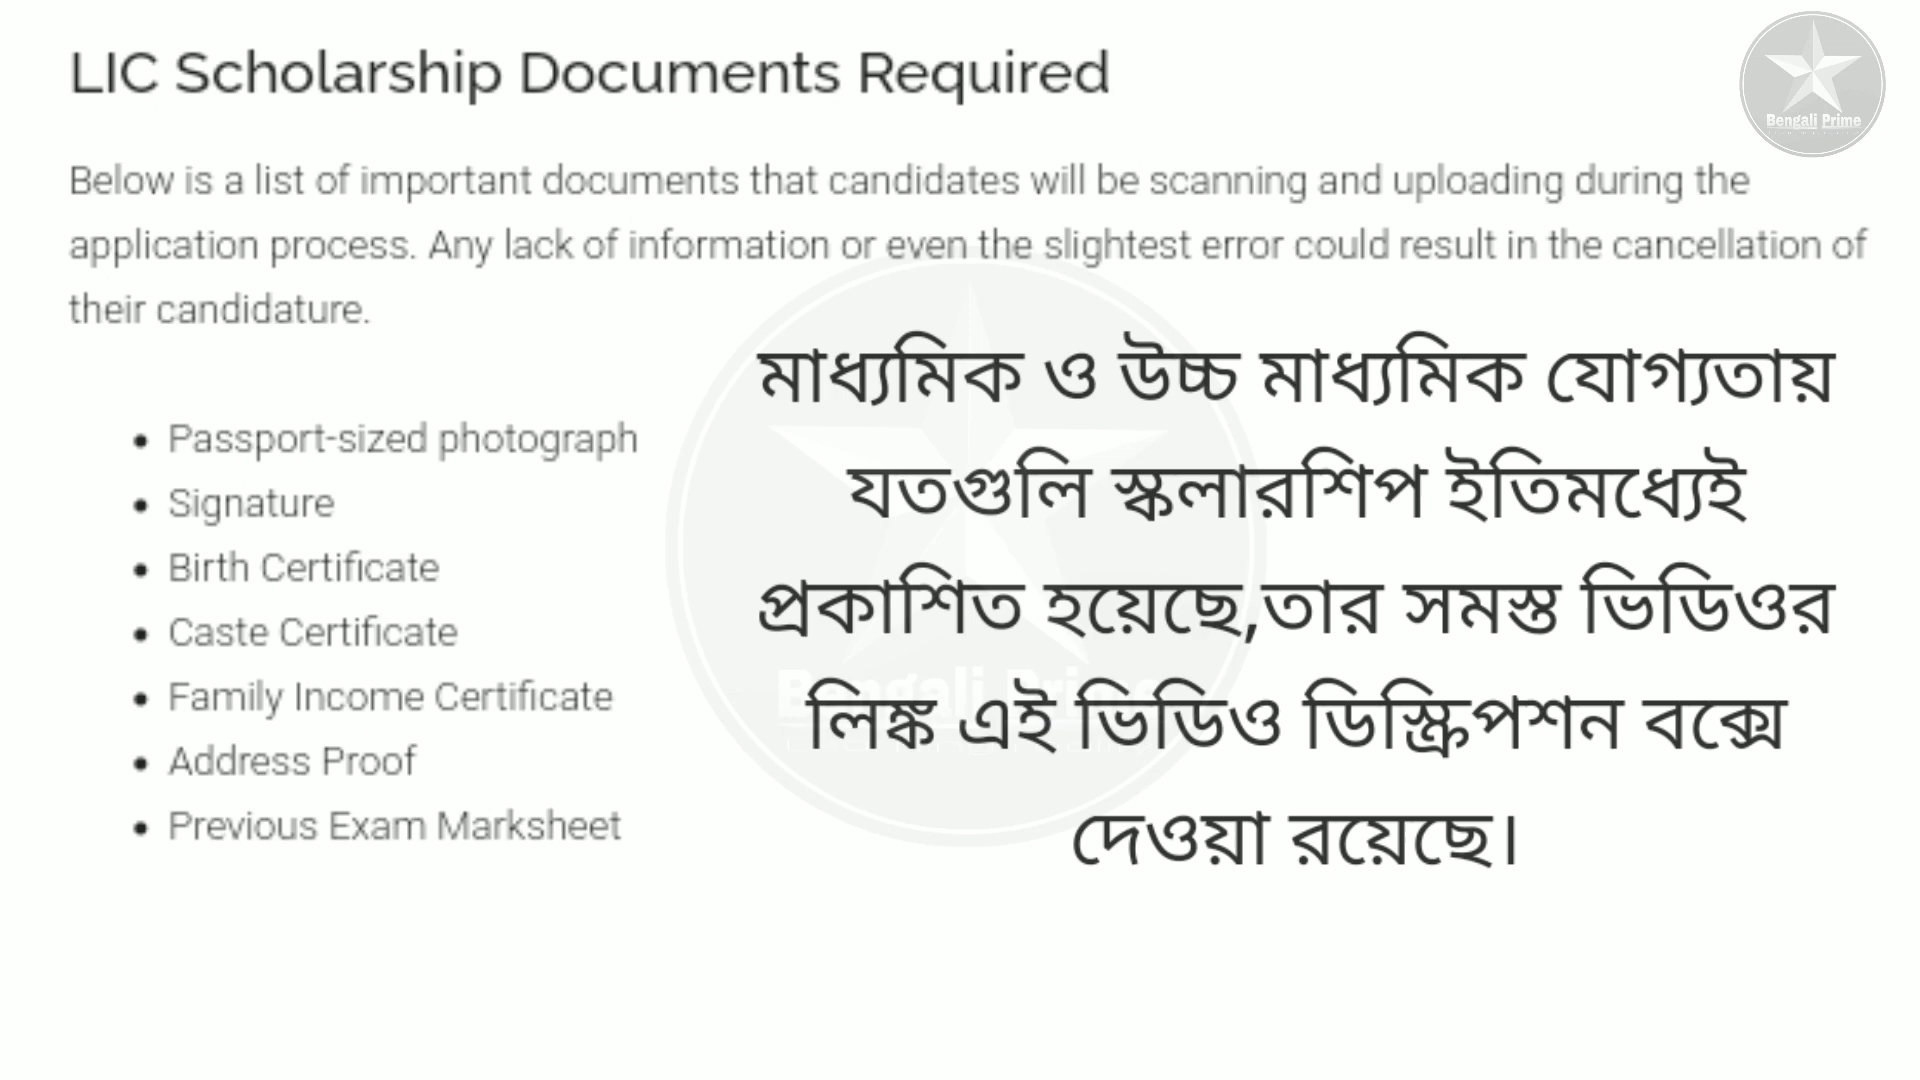 LIC Scholarship Documents Required
Bengali Prime
Below is a list of important documents that candidates will be scanning and uploading during the
application process. Any lack of information or even the slightest error could result in the cancellation of
their candidature.
• Passport-sized photograph
• Signature
• Birth Certificate
• Caste Certificate
• Family Income Certificate
• Address Proof
• Previous Exam Marksheet
মাধ্যমিক ও উচ্চ মাধ্যমিক যোগ্যতায়
যতগুলি স্কলারশিপ ইতিমধ্যেই
প্রকাশিত হয়েছে,তার সমস্ত ভিডিওর
লিঙ্ক এই ভিডিও ডিস্ক্রিপশন বক্সে
দেওয়া রয়েছে।
Bengali Prime